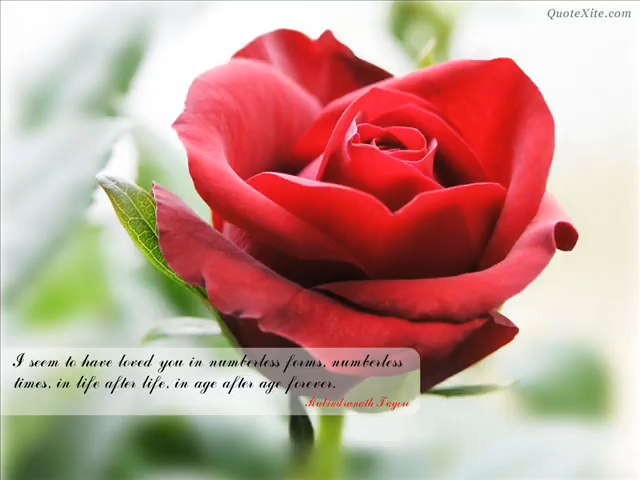 QuoteXite.com
I seem to have loved you in numberless forms, numberless
times, in life after life, in age after age forever.
Rabindranath Tagore